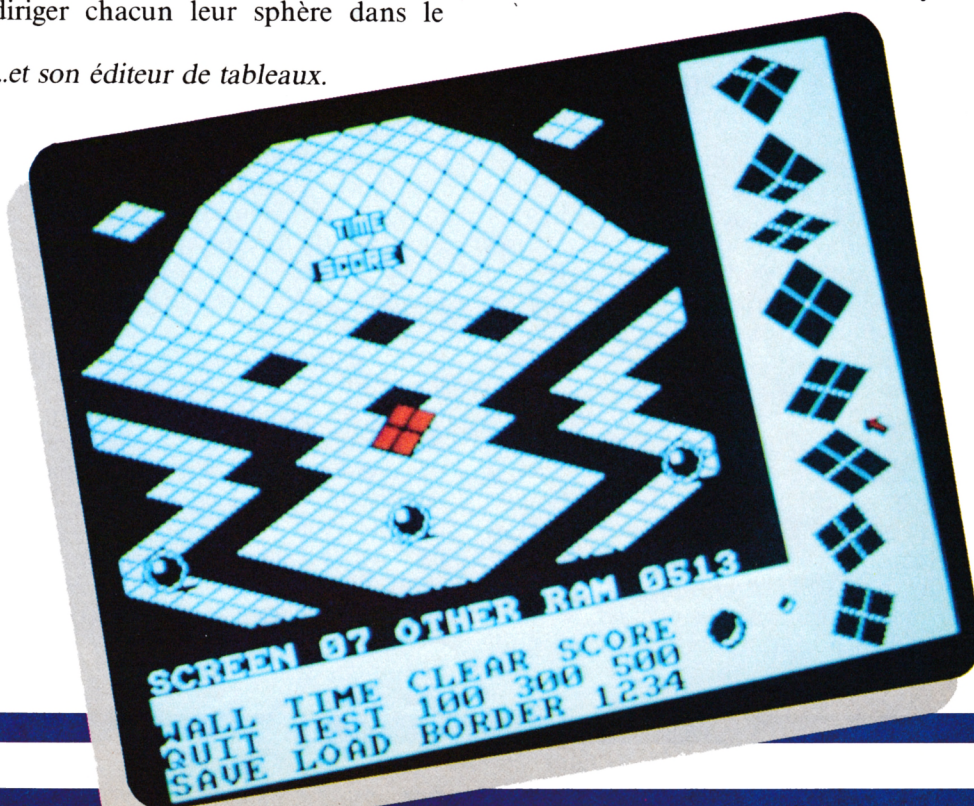 diriger chacun leur sphère dans le
..et son éditeur de tableaux.
TIME
SCORE
SCREEN 07 OTHER RAM 0513
WALL TIME CLEAR SCORE
QUIT TEST 100 300 500
SAVE LOAD BORDER 1234